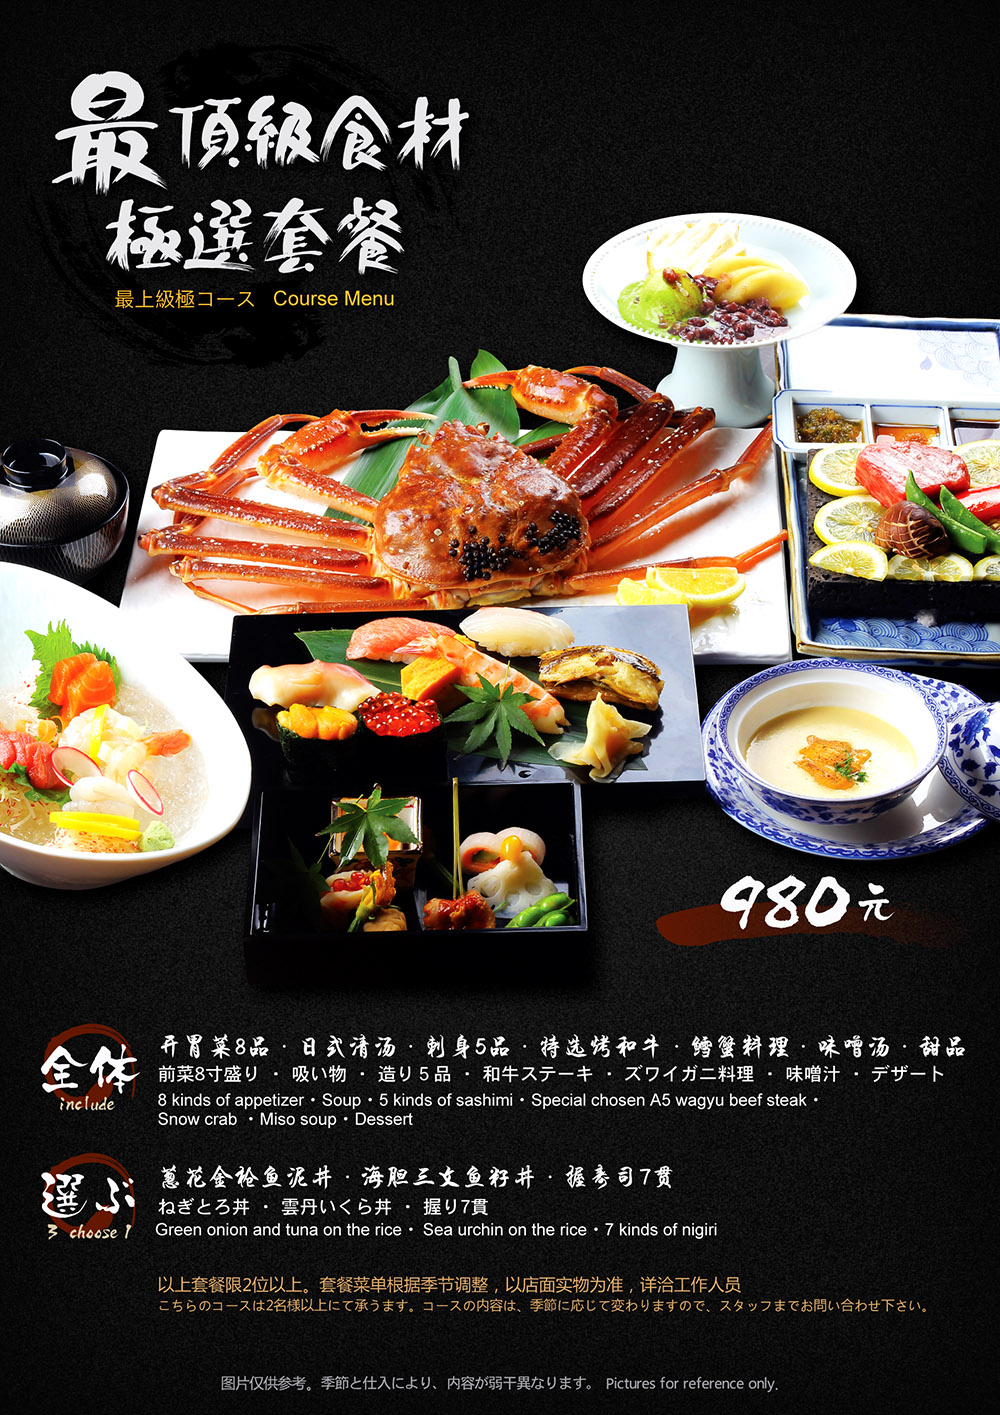 最頂級食材
極選套餐
最上級極コース Course Menu
980元
全体
include
开胃菜8品 · 日式清汤 · 刺身5品 · 特选烤和牛 · 鳕蟹料理 · 味噌汤 · 甜品
前菜8寸盛り ・ 吸い物 ・ 造り５品 ・ 和牛ステーキ ・ ズワイガニ料理 ・ 味噌汁 ・ デザート
8 kinds of appetizer・Soup・5 kinds of sashimi・Special chosen A5 wagyu beef steak・
Snow crab ・Miso soup・Dessert
選ぶ
3 choose 1
葱花金枪鱼泥丼 · 海胆三文鱼籽丼 · 握寿司7贯
ねぎとろ丼 ・ 雲丹いくら丼 ・ 握り7貫
Green onion and tuna on the rice・ Sea urchin on the rice・7 kinds of nigiri
以上套餐限2位以上。套餐菜单根据季节调整，以店面实物为准，详洽工作人员
こちらのコースは2名様以上にて承うます。コースの内容は、季節に応じて変わりますので、スタッフまでお問い合わせ下さい。
图片仅供参考。季節と仕入により、内容が弱干異なります。 Pictures for reference only.